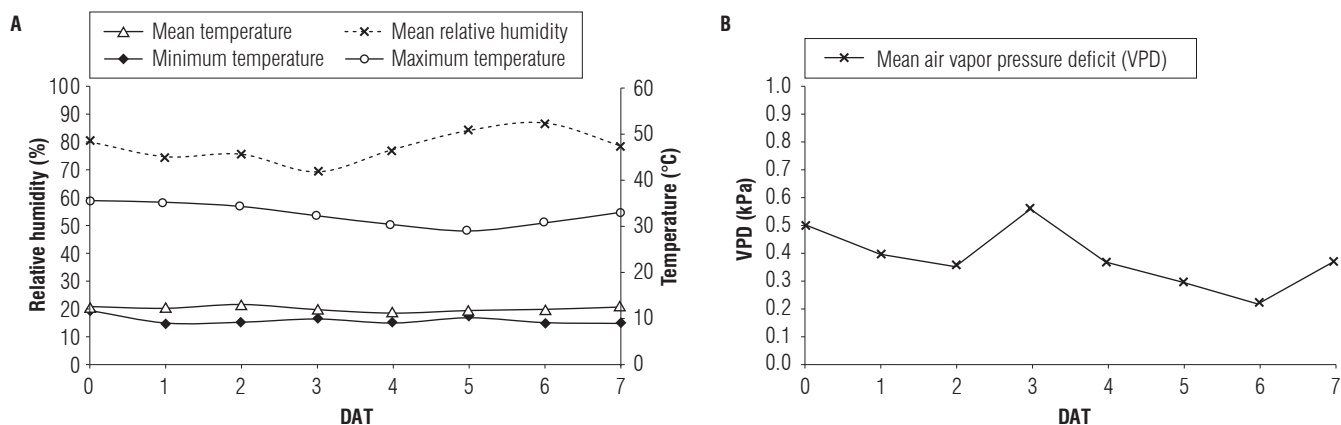 A
Mean temperature
Mean relative humidity
Minimum temperature
Maximum temperature
Relative humidity (%)
100
90
80
70
60
50
40
30
20
10
0
Temperature (°C)
60
50
40
30
20
10
0
0 1 2 3 4 5 6 7
DAT
B
Mean air vapor pressure deficit (VPD)
VPD (kPa)
1.0
0.9
0.8
0.7
0.6
0.5
0.4
0.3
0.2
0.1
0.0
0 1 2 3 4 5 6 7
DAT